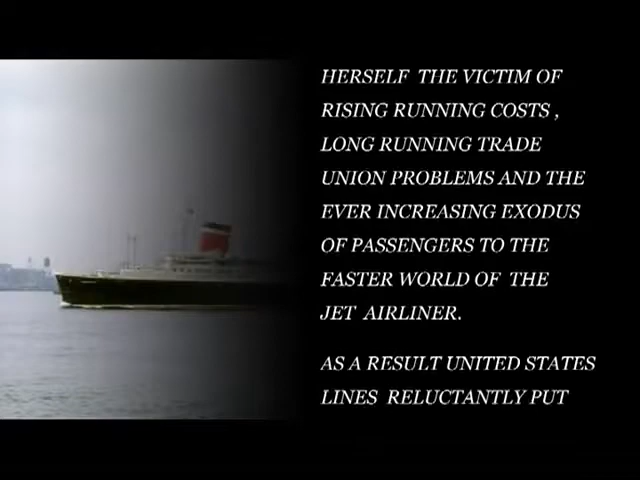 HERSELF THE VICTIM OF
RISING RUNNING COSTS ,
LONG RUNNING TRADE
UNION PROBLEMS AND THE
EVER INCREASING EXODUS
OF PASSENGERS TO THE
FASTER WORLD OF THE
JET AIRLINER.
AS A RESULT UNITED STATES
LINES RELUCTANTLY PUT